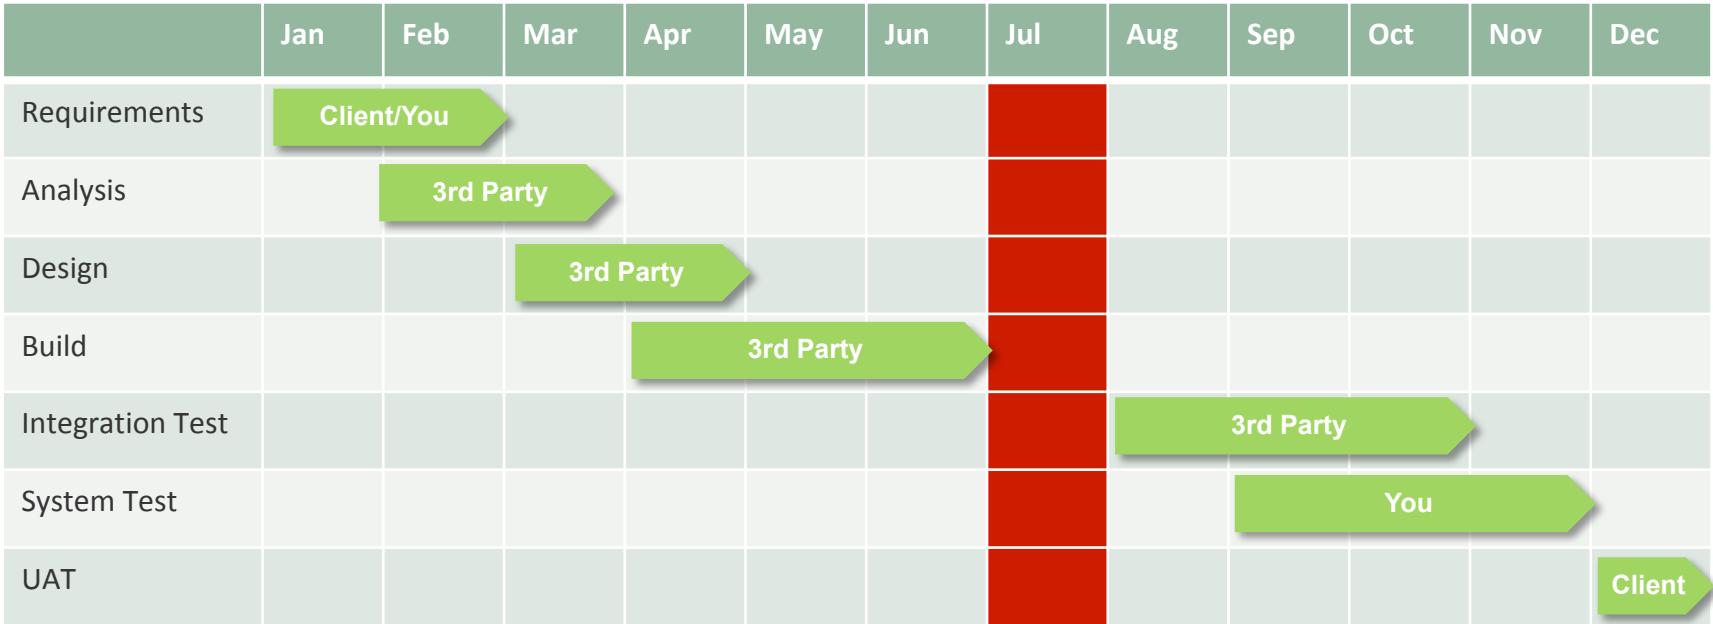 Jan Feb Mar Apr May Jun Jul Aug Sep Oct Nov Dec
Requirements Client/You
Analysis 3rd Party
Design 3rd Party
Build 3rd Party
Integration Test 3rd Party
System Test You
UAT Client